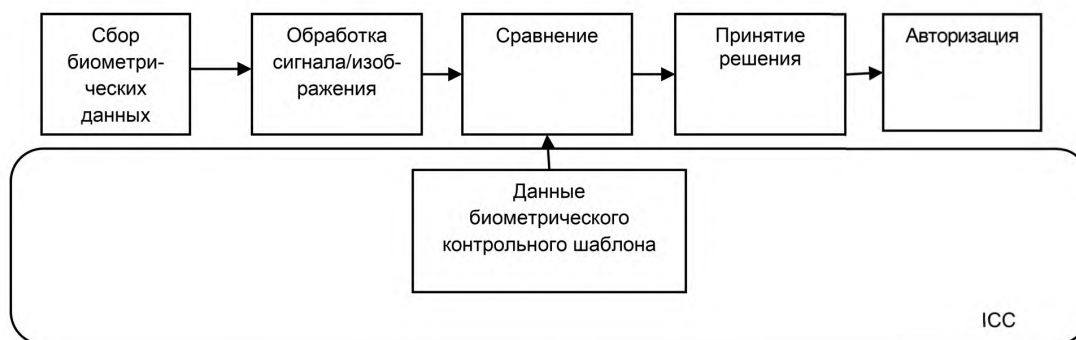 Сбор
биометри-
ческих
данных
Обработка
сигнала/изоб-
ражения
Сравнение
Принятие
решения
Авторизация
Данные
биометрического
контрольного шаблона
ICC